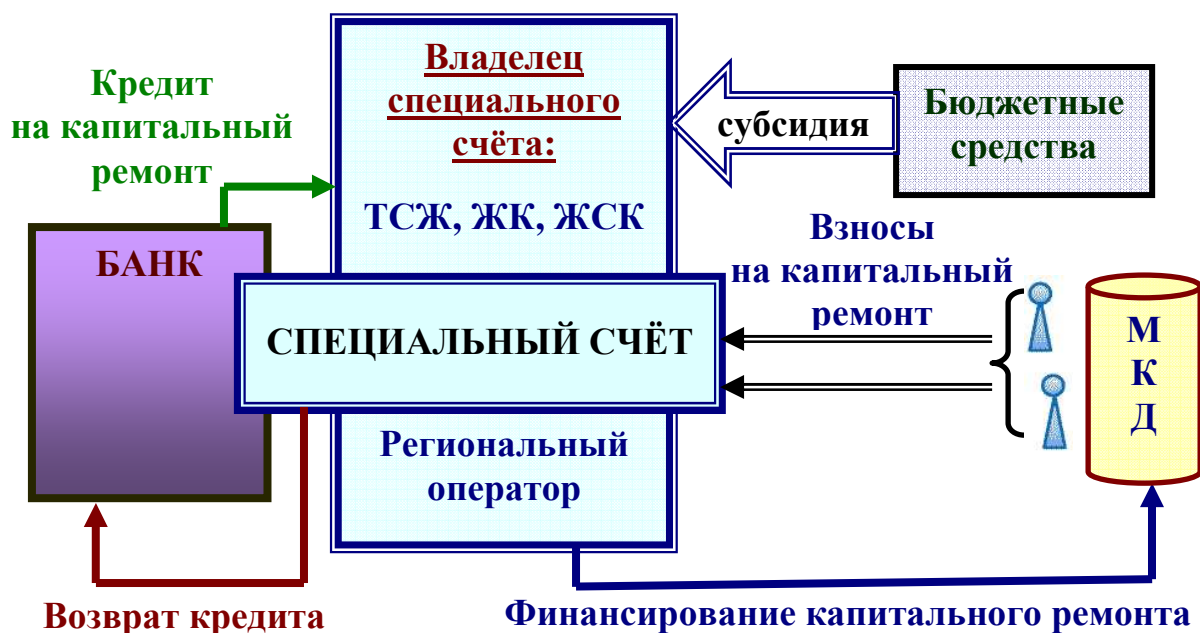 Владелец
специального
счёта:
ТСЖ, ЖК, ЖСК
Кредит
на капитальный
ремонт
субсидия
Бюджетные
средства
БАНК
Взносы
на капитальный
ремонт
СПЕЦИАЛЬНЫЙ СЧЁТ
М
К
Д
Региональный
оператор
Возврат кредита
Финансирование капитального ремонта